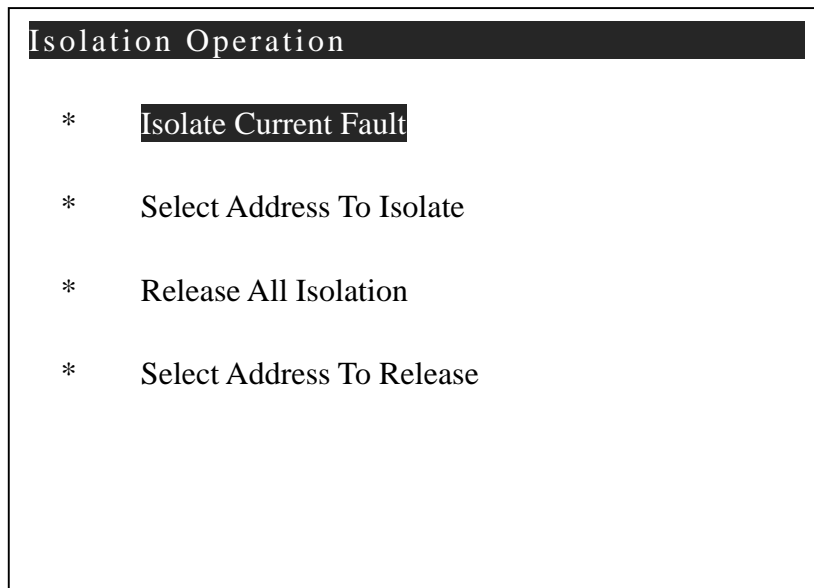 Isolation Operation
* Isolate Current Fault
* Select Address To Isolate
* Release All Isolation
* Select Address To Release